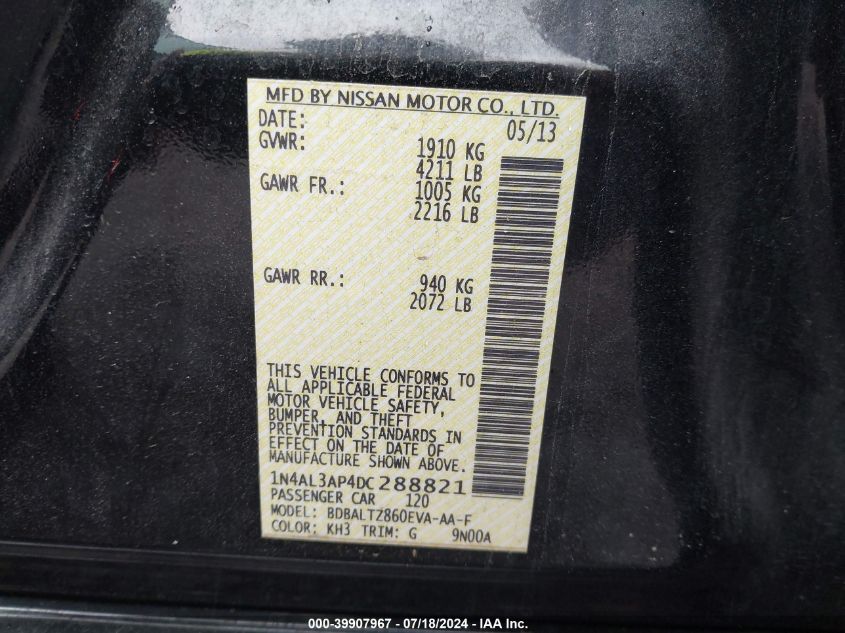 MFD BY NISSAN MOTOR CO., LTD.
DATE: 05/13
GVWR: 1910 KG
4211 LB
GAWR FR.: 1005 KG
2216 LB
GAWR RR.: 940 KG
2072 LB
THIS VEHICLE CONFORMS TO
ALL APPLICABLE FEDERAL
MOTOR VEHICLE SAFETY,
BUMPER, AND THEFT
PREVENTION STANDARDS IN
EFFECT ON THE DATE OF
MANUFACTURE SHOWN ABOVE.
1N4AL3AP4DC288821
PASSENGER CAR 120
MODEL: BDBALTZ860EVA-AA-F
COLOR: KH3 TRIM: G 9N00A
000-39907967 - 07/18/2024 - IAA Inc.